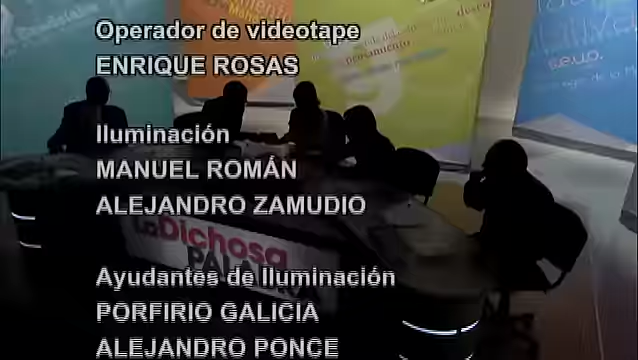 Operador de videotape
ENRIQUE ROSAS
Iluminación
MANUEL ROMÁN
ALEJANDRO ZAMUDIO
La Dichosa
PALABRA
Ayudantes de Iluminación
PORFIRIO GALICIA
ALEJANDRO PONCE